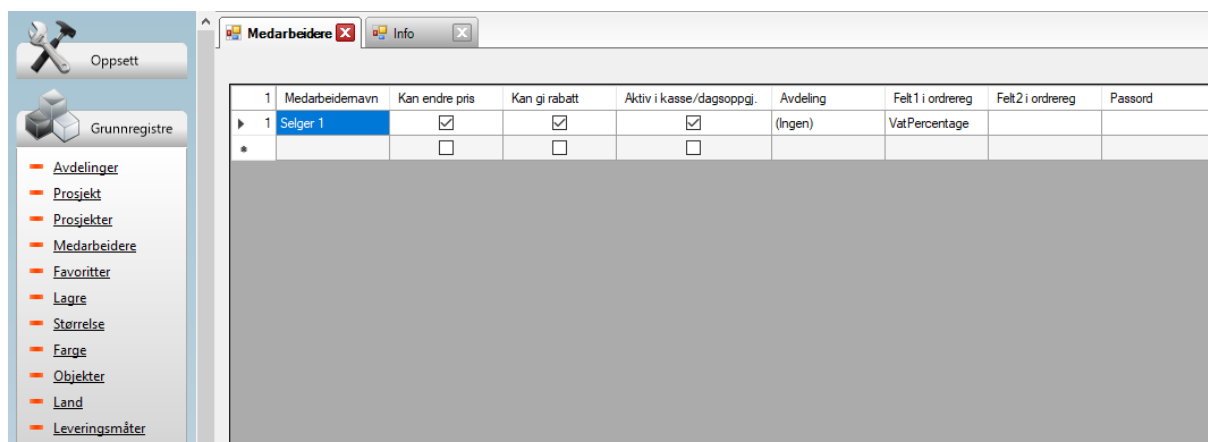 Oppsett
Grunnregistre
Avdelinger
Prosjekt
Prosjekter
Medarbeidere
Favoritter
Lagre
Størrelse
Farge
Objekter
Land
Leveringsmåter
Medarbeidere Info
1 Medarbeidernavn Kan endre pris Kan gi rabatt Aktiv i kasse/dagsoppgj. Avdeling Felt1 i ordrereg Felt2 i ordrereg Passord
1 Selger 1 (Ingen) VatPercentage